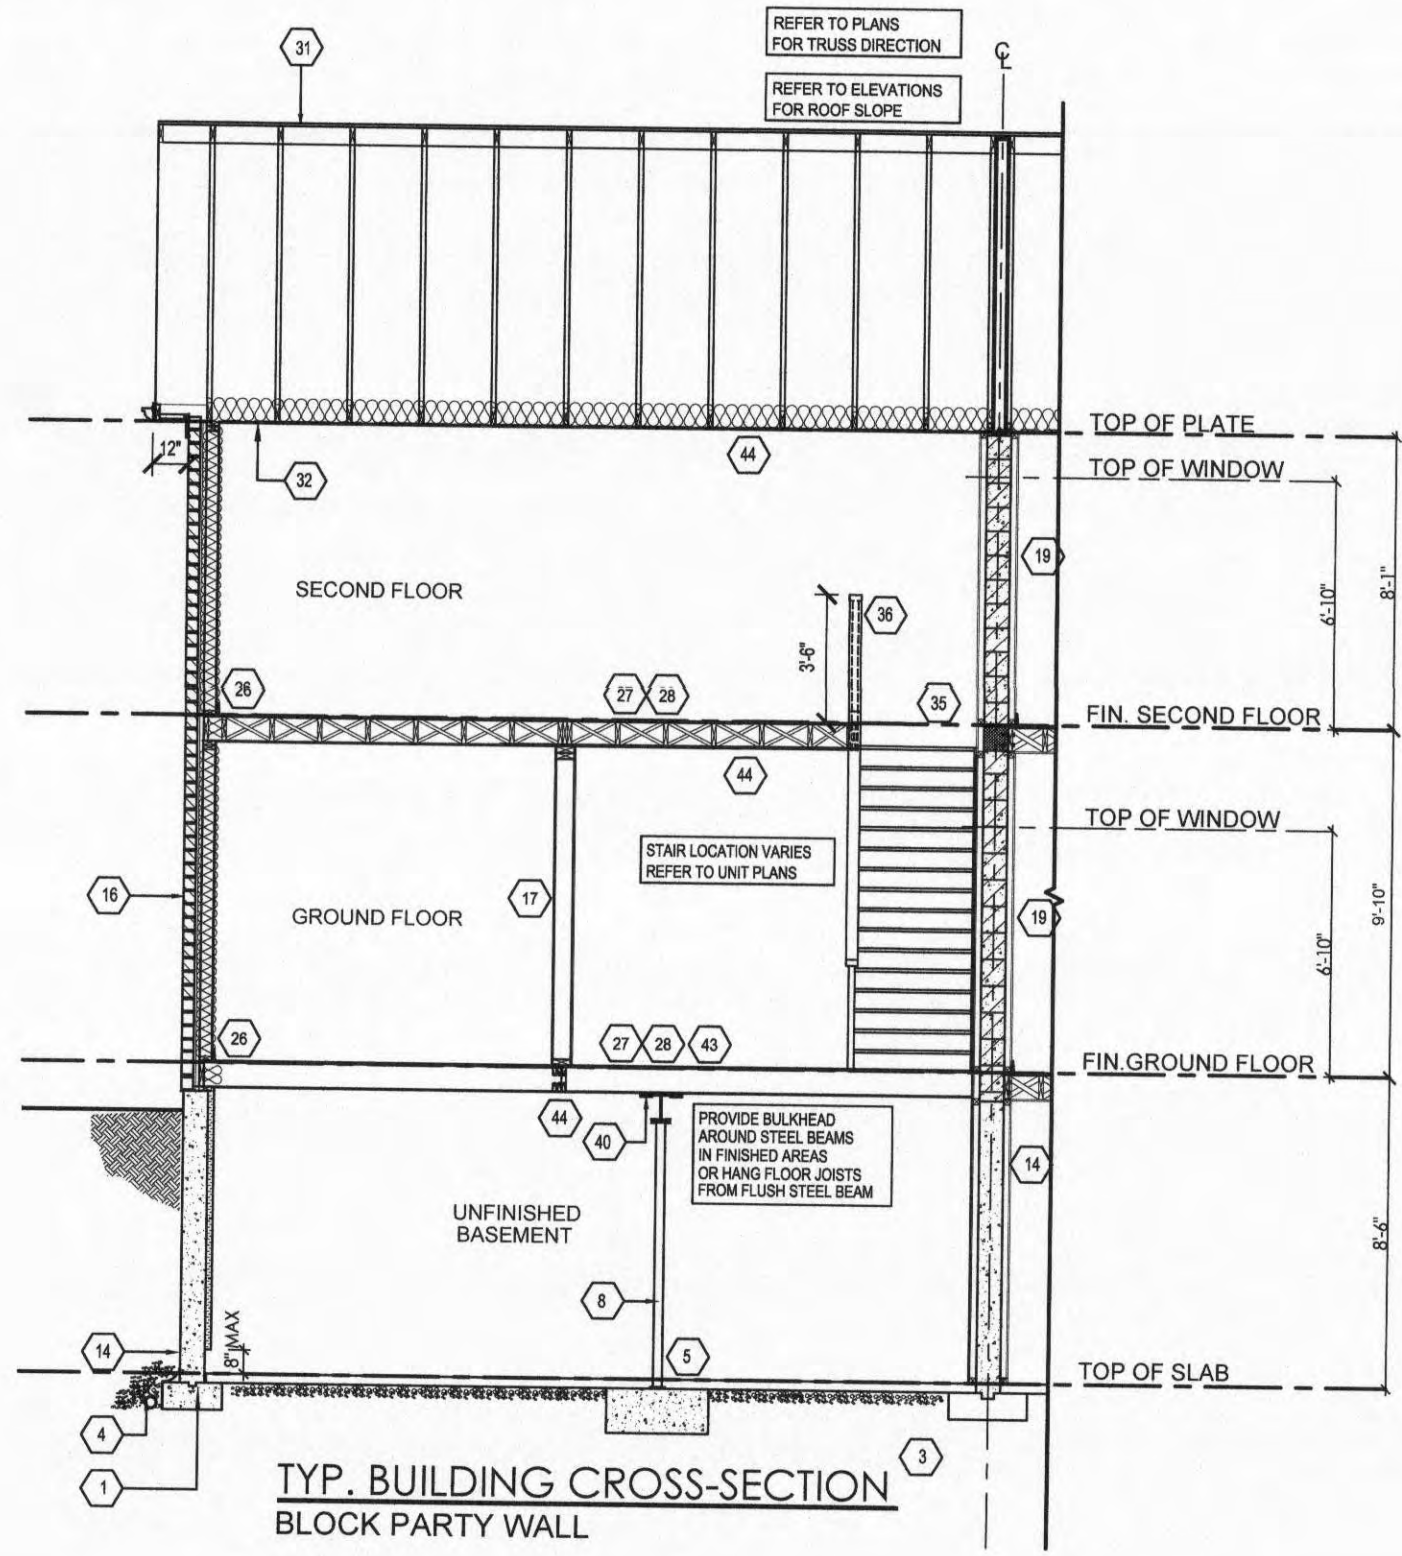 REFER TO PLANS
FOR TRUSS DIRECTION
REFER TO ELEVATIONS
FOR ROOF SLOPE
CL
31
TOP OF PLATE
12"
44
TOP OF WINDOW
32
19
SECOND FLOOR
36
6'-10"
8'-1"
3'-6"
26
27
28
35
FIN. SECOND FLOOR
44
TOP OF WINDOW
STAIR LOCATION VARIES
REFER TO UNIT PLANS
16
17
GROUND FLOOR
19
9'-10"
6'-10"
26
27
28
43
FIN.GROUND FLOOR
44
40
PROVIDE BULKHEAD
AROUND STEEL BEAMS
IN FINISHED AREAS
OR HANG FLOOR JOISTS
FROM FLUSH STEEL BEAM
14
UNFINISHED
BASEMENT
8'-6"
8
14
8" MAX
5
TOP OF SLAB
4
3
1
TYP. BUILDING CROSS-SECTION
BLOCK PARTY WALL